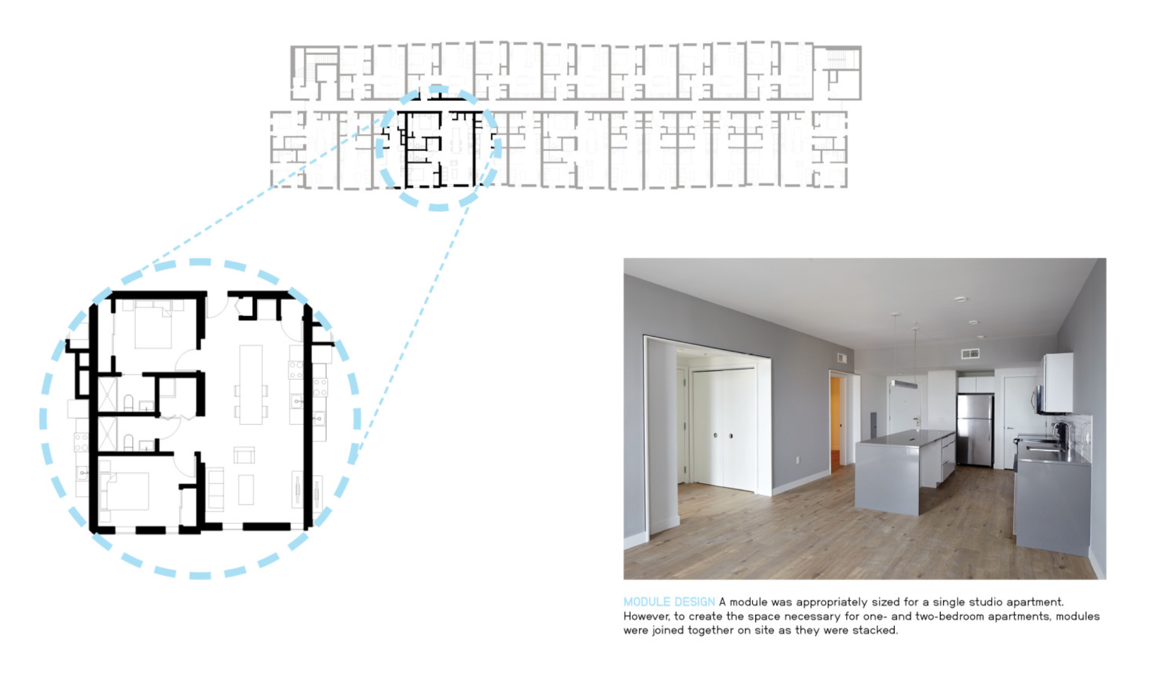 MODULE DESIGN A module was appropriately sized for a single studio apartment.
However, to create the space necessary for one- and two-bedroom apartments, modules
were joined together on site as they were stacked.